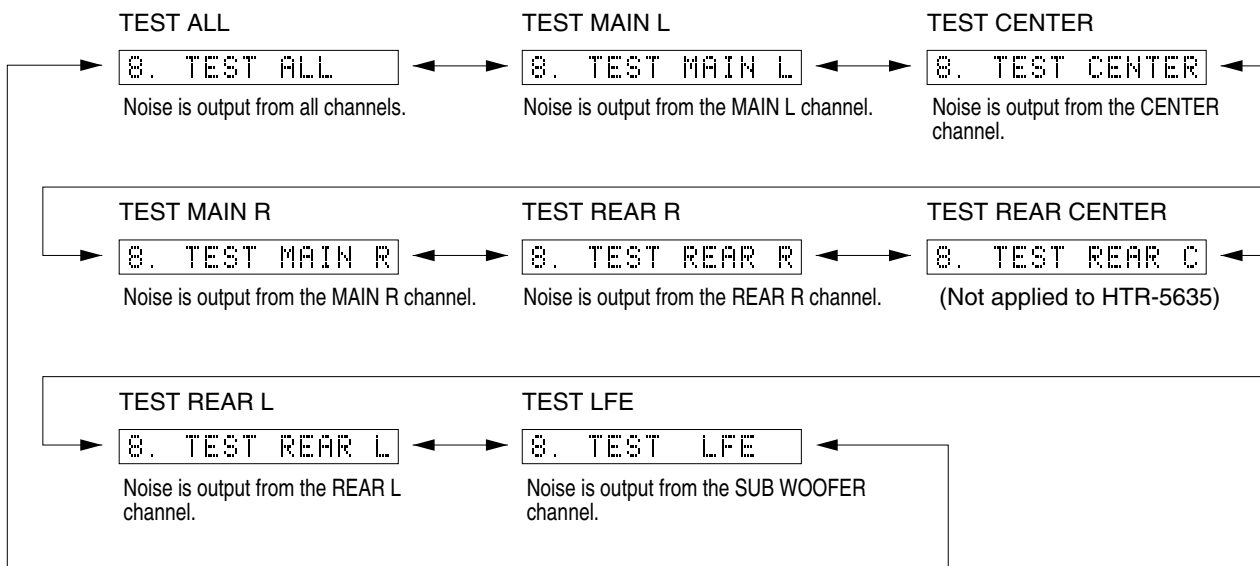 TEST ALL
8. TEST ALL
Noise is output from all channels.
TEST MAIN L
8. TEST MAIN L
Noise is output from the MAIN L channel.
TEST CENTER
8. TEST CENTER
Noise is output from the CENTER
channel.
TEST MAIN R
8. TEST MAIN R
Noise is output from the MAIN R channel.
TEST REAR R
8. TEST REAR R
Noise is output from the REAR R channel.
TEST REAR CENTER
8. TEST REAR C
(Not applied to HTR-5635)
TEST REAR L
8. TEST REAR L
Noise is output from the REAR L
channel.
TEST LFE
8. TEST LFE
Noise is output from the SUB WOOFER
channel.